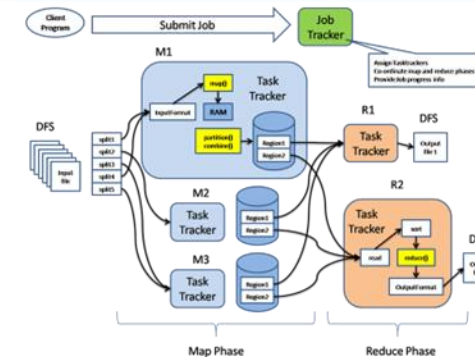 Client
Program
Submit Job
Job
Tracker
Assign Tasktrackers
Co-ordinate map and reduce phases
Provide Job progress info
M1
map()
Task
Tracker
InputFormat
RAM
partition()
combine()
Region1
Region2
DFS
Input
File
split1
split2
split3
split4
split5
M2
Task
Tracker
Region1
Region2
M3
Task
Tracker
Region1
Region2
R1
Task
Tracker
DFS
Output
File 1
R2
Task
Tracker
sort
read
reduce()
OutputFormat
Map Phase
Reduce Phase